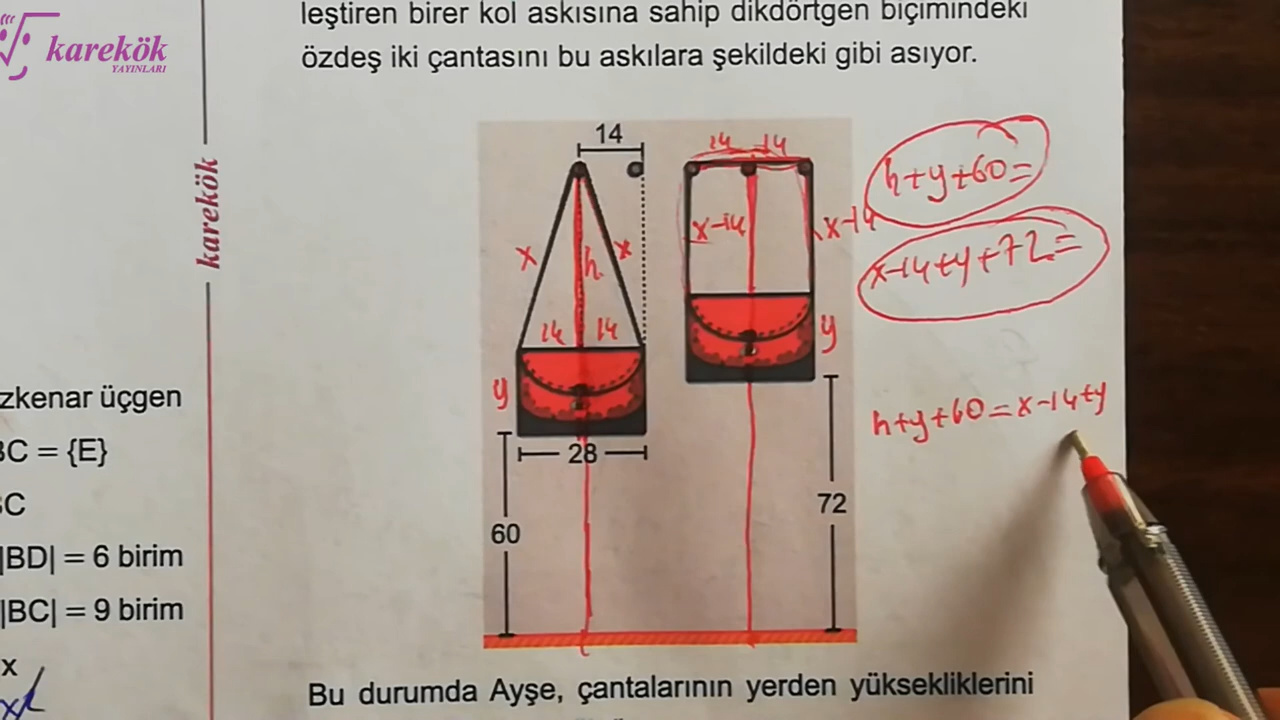 karekök
YAYINLARI
leştiren birer kol askısına sahip dikdörtgen biçimindeki
özdeş iki çantasını bu askılara şekildeki gibi asıyor.
karekök
14
14 14
h+y+60=
x-14
x-14
x-14+y+72=
x
h
x
14 14
y
y
zkenar üçgen
h+y+60=x-14+y
BC = {E}
28
72
C
60
|BD| = 6 birim
|BC| = 9 birim
x
Bu durumda Ayşe, çantalarının yerden yüksekliklerini